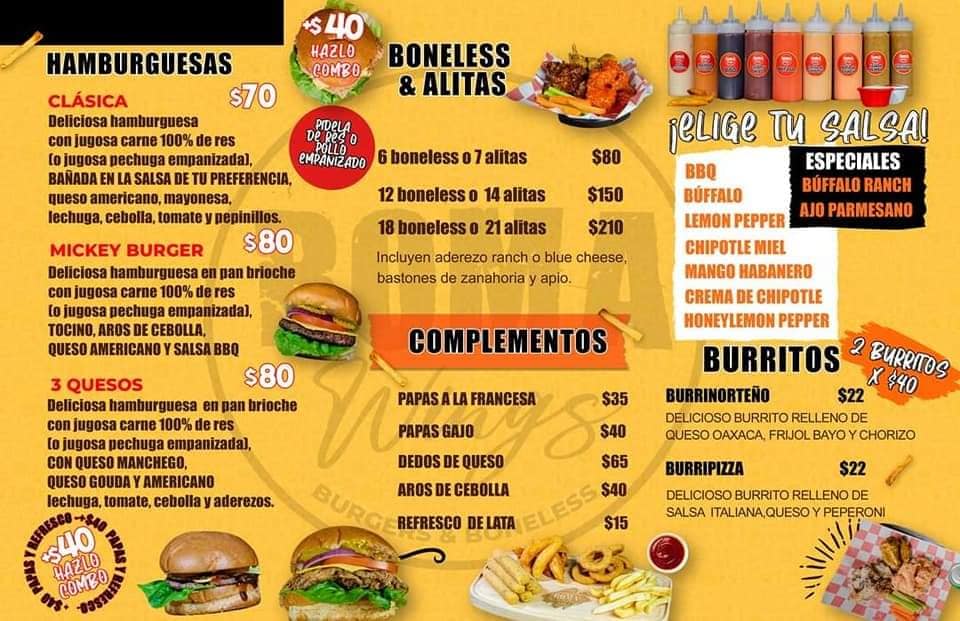 HAMBURGUESAS
+$40
HAZLO
COMBO
CLÁSICA $70
Deliciosa hamburguesa
con jugosa carne 100% de res
(o jugosa pechuga empanizada),
BAÑADA EN LA SALSA DE TU PREFERENCIA,
queso americano, mayonesa,
lechuga, cebolla, tomate y pepinillos.
PIDELA
DE RES O
POLLO
EMPANIZADO
MICKEY BURGER $80
Deliciosa hamburguesa en pan brioche
con jugosa carne 100% de res
(o jugosa pechuga empanizada),
TOCINO, AROS DE CEBOLLA,
QUESO AMERICANO Y SALSA BBQ
3 QUESOS $80
Deliciosa hamburguesa en pan brioche
con jugosa carne 100% de res
(o jugosa pechuga empanizada),
CON QUESO MANCHEGO,
QUESO GOUDA Y AMERICANO
lechuga, tomate, cebolla y aderezos.
+$40 PAPAS Y REFRESCO
+$40 PAPAS Y REFRESCO
+$40
HAZLO
COMBO
BONELESS
& ALITAS
6 boneless o 7 alitas $80
12 boneless o 14 alitas $150
18 boneless o 21 alitas $210
Incluyen aderezo ranch o blue cheese,
bastones de zanahoria y apio.
COMPLEMENTOS
PAPAS A LA FRANCESA $35
PAPAS GAJO $40
DEDOS DE QUESO $65
AROS DE CEBOLLA $40
REFRESCO DE LATA $15
ROMA
Wings
BURGERS & BONELESS
¡ELIGE TU SALSA!
BBQ
BÚFFALO
LEMON PEPPER
CHIPOTLE MIEL
MANGO HABANERO
CREMA DE CHIPOTLE
HONEYLEMON PEPPER
ESPECIALES
BÚFFALO RANCH
AJO PARMESANO
BURRITOS
2 BURRITOS
X $40
BURRINORTEÑO $22
DELICIOSO BURRITO RELLENO DE
QUESO OAXACA, FRIJOL BAYO Y CHORIZO
BURRIPIZZA $22
DELICIOSO BURRITO RELLENO DE
SALSA ITALIANA,QUESO Y PEPERONI